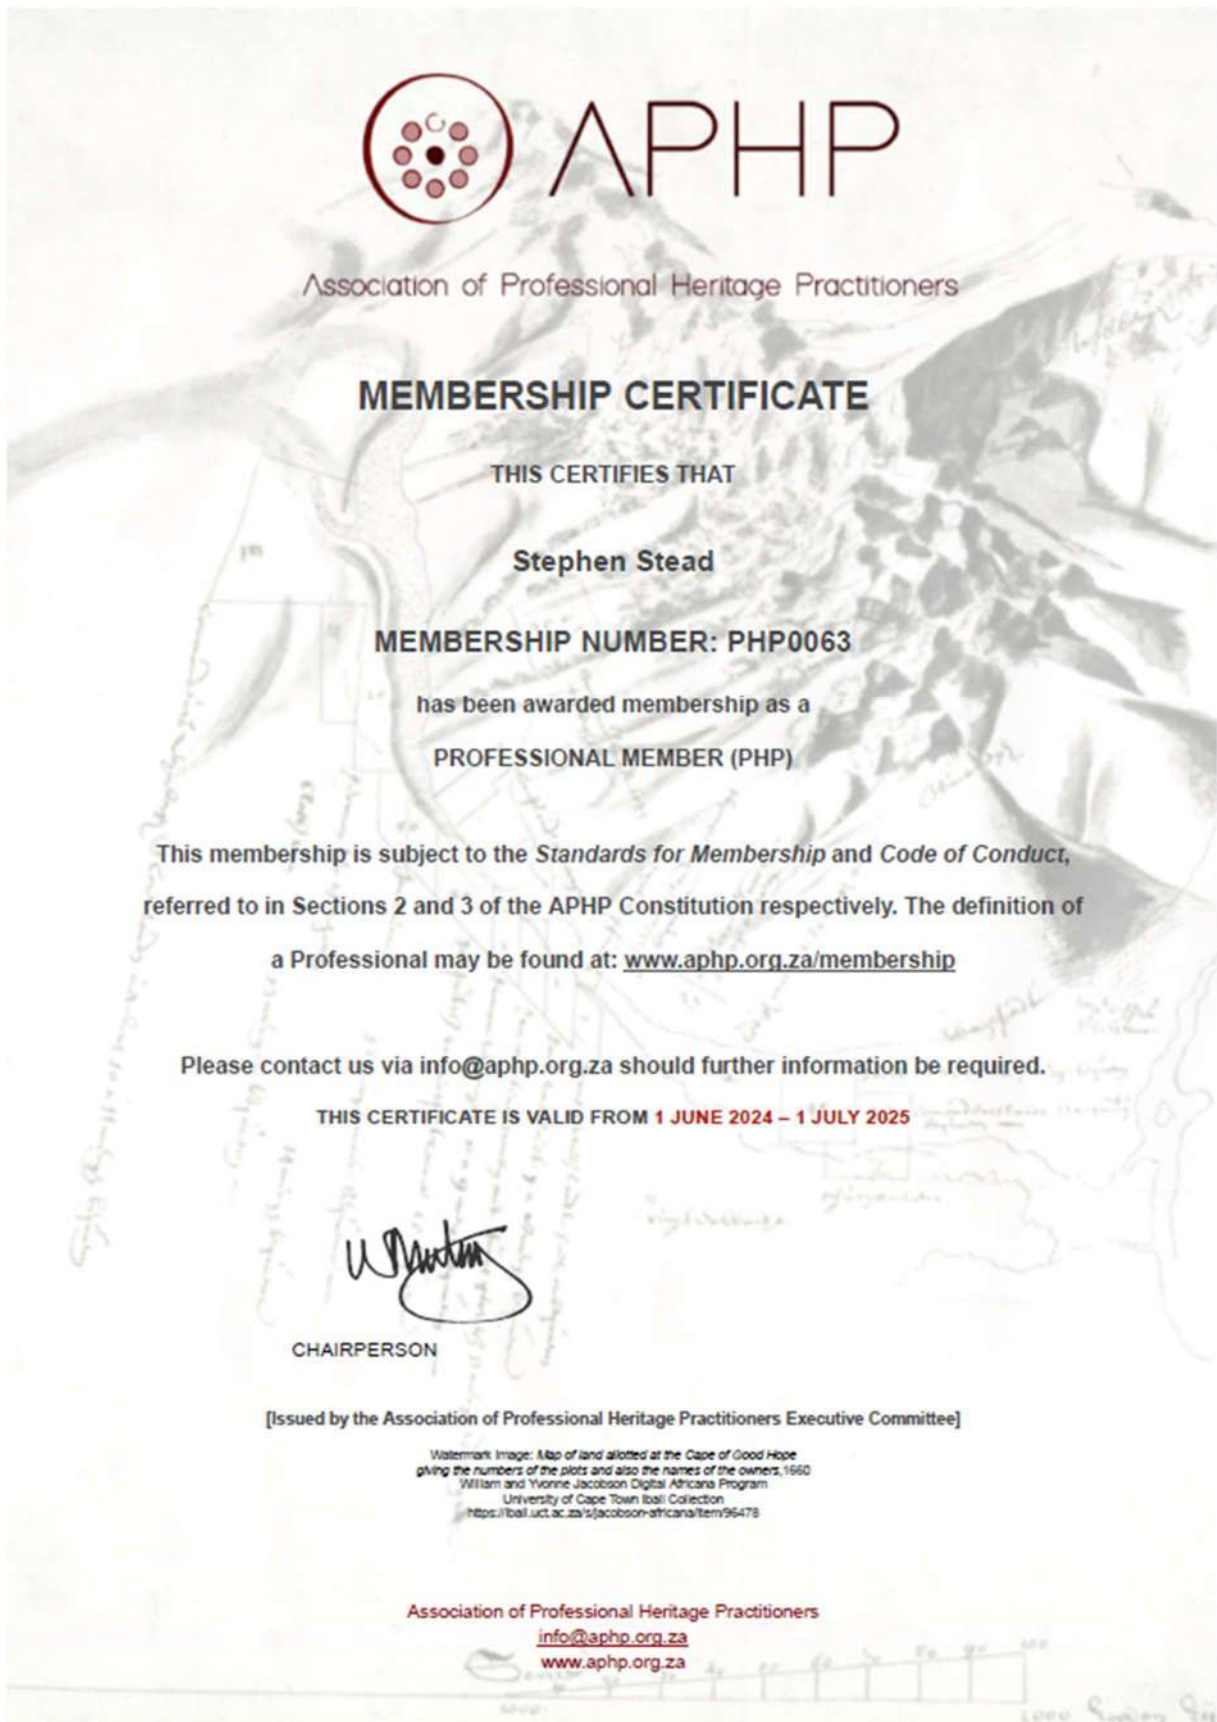 APHP
Association of Professional Heritage Practitioners
MEMBERSHIP CERTIFICATE
THIS CERTIFIES THAT
Stephen Stead
MEMBERSHIP NUMBER: PHP0063
has been awarded membership as a
PROFESSIONAL MEMBER (PHP)
This membership is subject to the Standards for Membership and Code of Conduct,
referred to in Sections 2 and 3 of the APHP Constitution respectively. The definition of
a Professional may be found at: www.aphp.org.za/membership
Please contact us via info@aphp.org.za should further information be required.
THIS CERTIFICATE IS VALID FROM 1 JUNE 2024 – 1 JULY 2025
CHAIRPERSON
[Issued by the Association of Professional Heritage Practitioners Executive Committee]
Watermark Image: Map of land allotted at the Cape of Good Hope
giving the numbers of the plots and also the names of the owners, 1660
William and Yvonne Jacobson Digital Africana Program
University of Cape Town Ibali Collection
https://ibali.uct.ac.za/s/jacobson-africana/item/96478
Association of Professional Heritage Practitioners
info@aphp.org.za
www.aphp.org.za